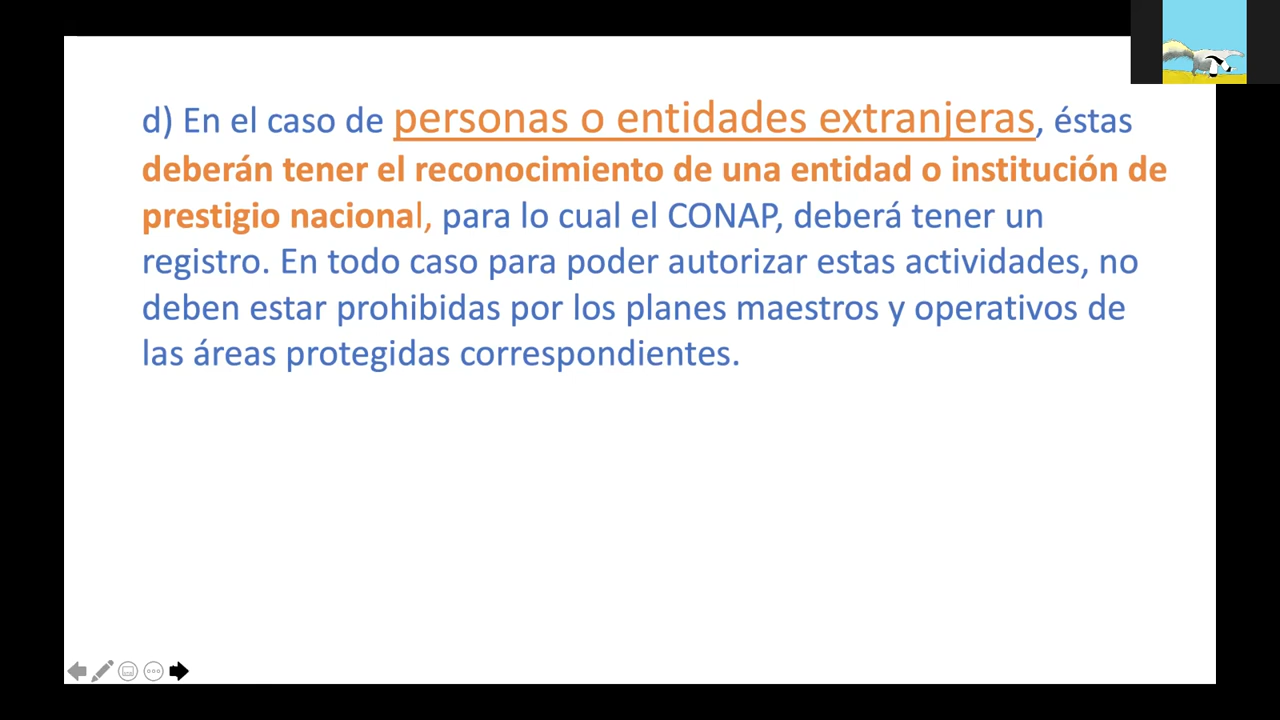 d) En el caso de personas o entidades extranjeras, éstas
deberán tener el reconocimiento de una entidad o institución de
prestigio nacional, para lo cual el CONAP, deberá tener un
registro. En todo caso para poder autorizar estas actividades, no
deben estar prohibidas por los planes maestros y operativos de
las áreas protegidas correspondientes.